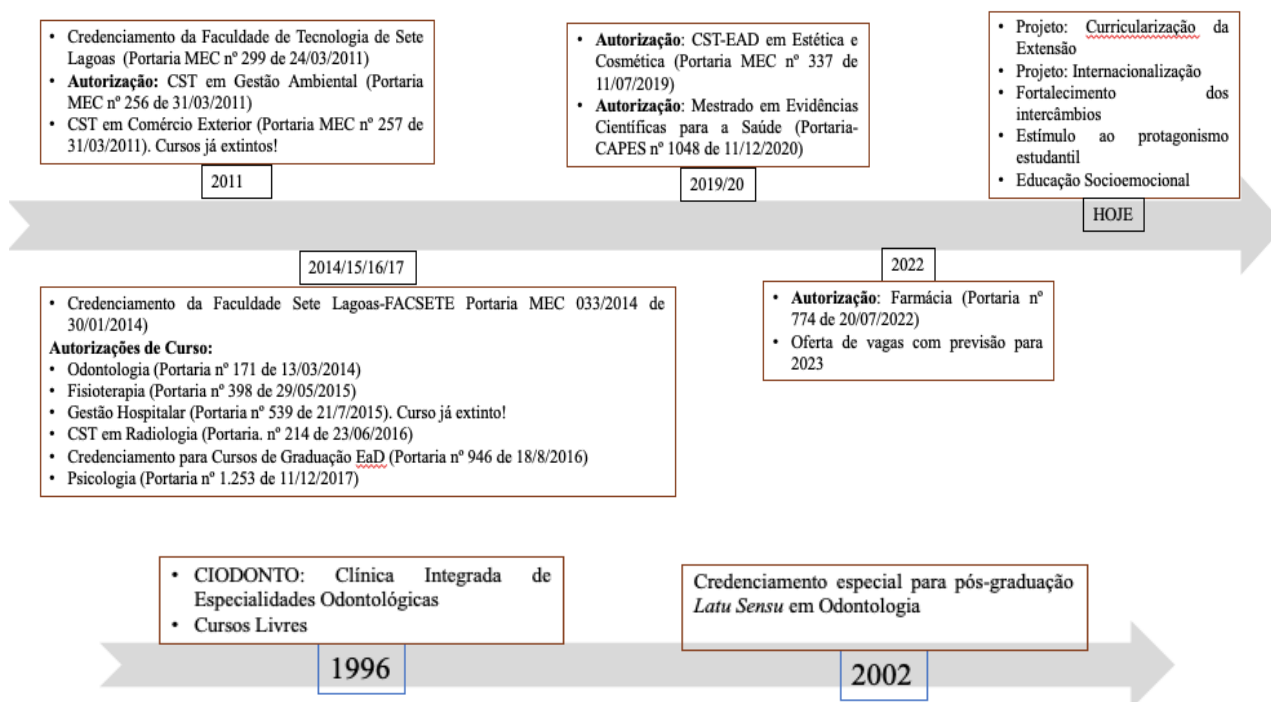 • Credenciamento da Faculdade de Tecnologia de Sete
Lagoas (Portaria MEC nº 299 de 24/03/2011)
• Autorização: CST em Gestão Ambiental (Portaria
MEC nº 256 de 31/03/2011)
• CST em Comércio Exterior (Portaria MEC nº 257 de
31/03/2011). Cursos já extintos!
2011
• Autorização: CST-EAD em Estética e
Cosmética (Portaria MEC nº 337 de
11/07/2019)
• Autorização: Mestrado em Evidências
Científicas para a Saúde (Portaria-
CAPES nº 1048 de 11/12/2020)
2019/20
• Projeto: Curricularização da
Extensão
• Projeto: Internacionalização
• Fortalecimento dos
intercâmbios
• Estímulo ao protagonismo
estudantil
• Educação Socioemocional
HOJE
2014/15/16/17
• Credenciamento da Faculdade Sete Lagoas-FACSETE Portaria MEC 033/2014 de
30/01/2014)
Autorizações de Curso:
• Odontologia (Portaria nº 171 de 13/03/2014)
• Fisioterapia (Portaria nº 398 de 29/05/2015)
• Gestão Hospitalar (Portaria nº 539 de 21/7/2015). Curso já extinto!
• CST em Radiologia (Portaria. nº 214 de 23/06/2016)
• Credenciamento para Cursos de Graduação EaD (Portaria nº 946 de 18/8/2016)
• Psicologia (Portaria nº 1.253 de 11/12/2017)
2022
• Autorização: Farmácia (Portaria nº
774 de 20/07/2022)
• Oferta de vagas com previsão para
2023
• CIODONTO: Clínica Integrada de
Especialidades Odontológicas
• Cursos Livres
1996
Credenciamento especial para pós-graduação
Latu Sensu em Odontologia
2002